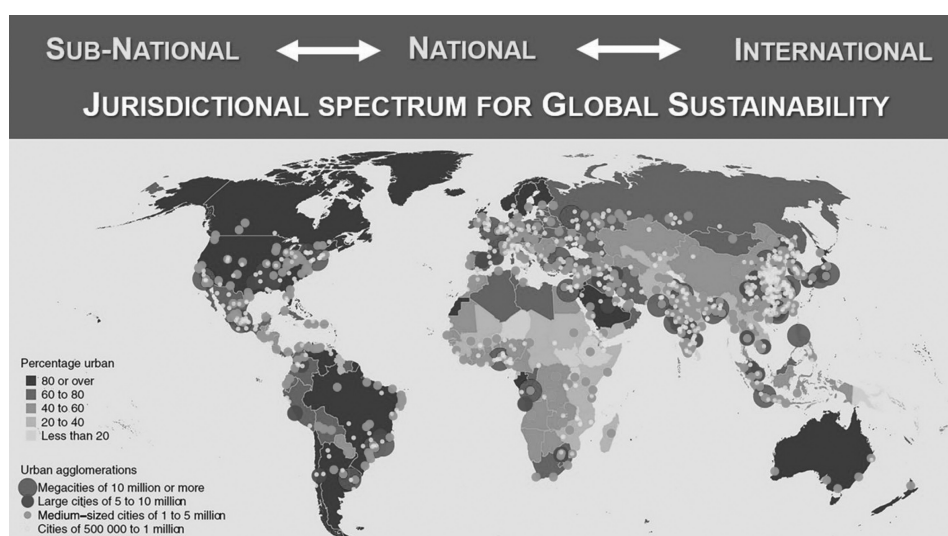 SUB-NATIONAL NATIONAL INTERNATIONAL
JURISDICTIONAL SPECTRUM FOR GLOBAL SUSTAINABILITY
Percentage urban
80 or over
60 to 80
40 to 60
20 to 40
Less than 20
Urban agglomerations
Megacities of 10 million or more
Large cities of 5 to 10 million
Medium-sized cities of 1 to 5 million
Cities of 500 000 to 1 million